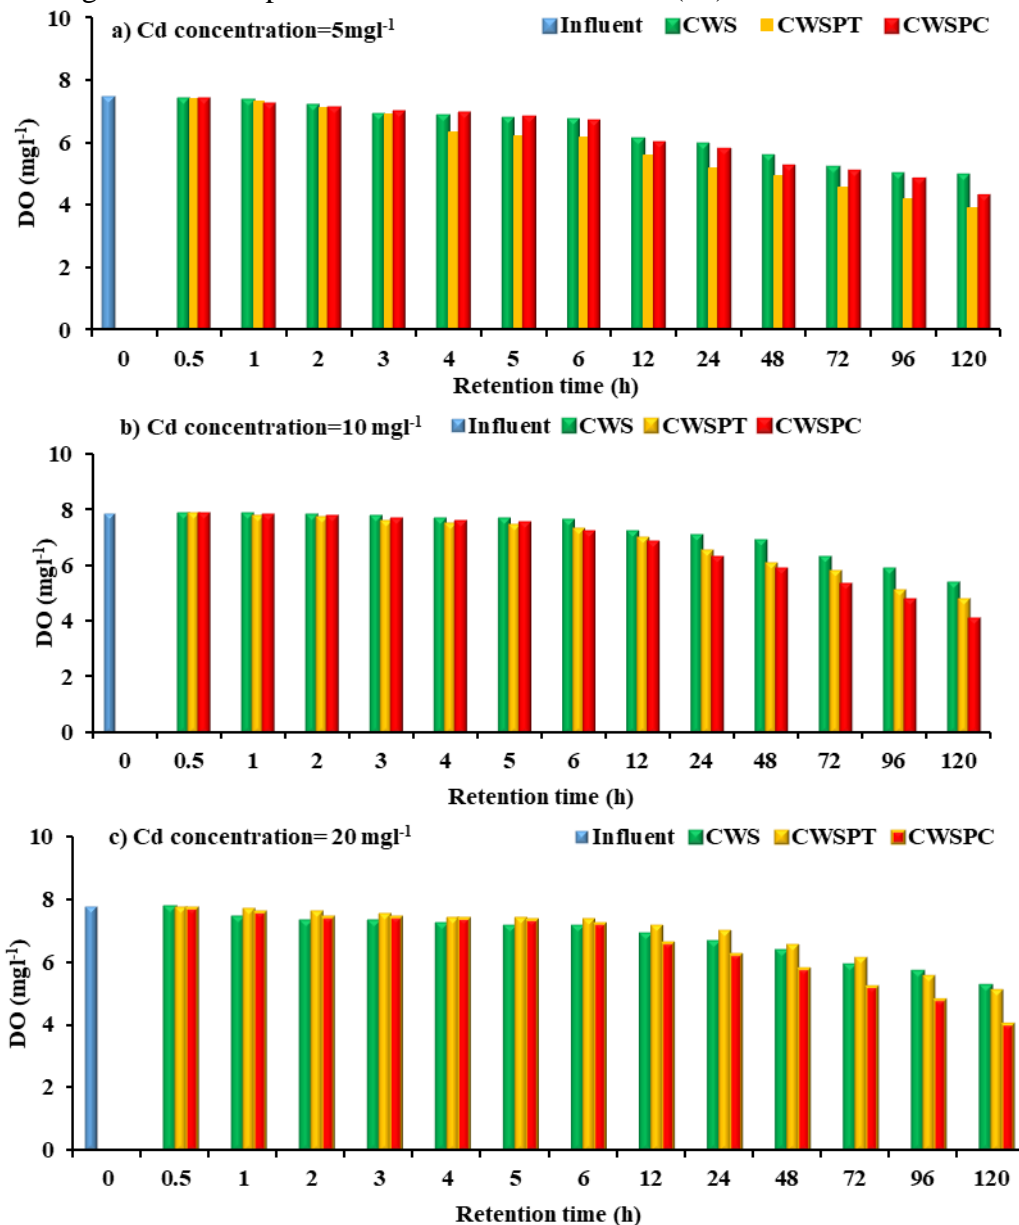 a) Cd concentration=5mgl-1 Influent CWS CWSPT CWSPC
10
8
6
4
2
0
DO (mgl-1)
0 0.5 1 2 3 4 5 6 12 24 48 72 96 120
Retention time (h)
b) Cd concentration=10 mgl-1 Influent CWS CWSPT CWSPC
10
8
6
4
2
0
DO (mgl-1)
0 0.5 1 2 3 4 5 6 12 24 48 72 96 120
Retention time (h)
c) Cd concentration= 20 mgl-1 Influent CWS CWSPT CWSPC
10
8
6
4
2
0
DO (mgl-1)
0 0.5 1 2 3 4 5 6 12 24 48 72 96 120
Retention time (h)